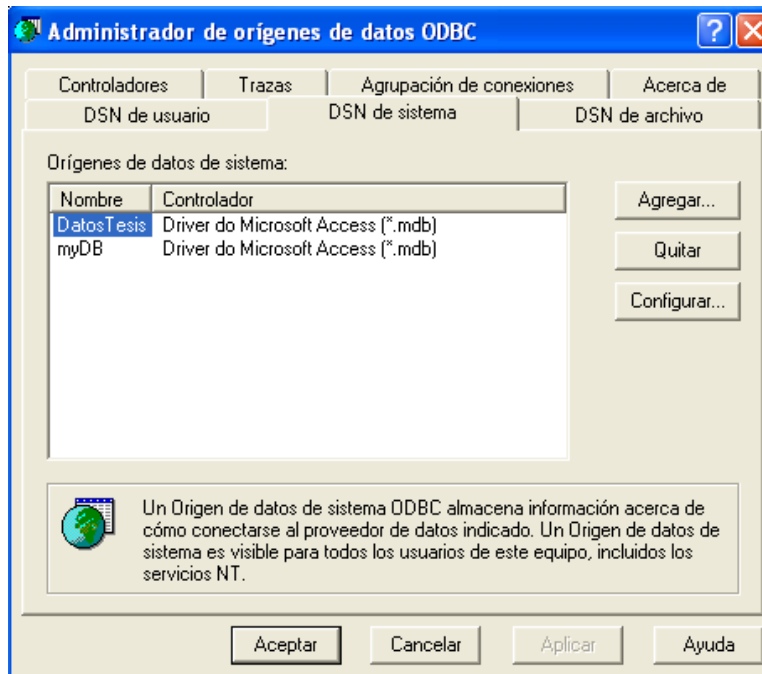 Administrador de orígenes de datos ODBC
Controladores Trazas Agrupación de conexiones Acerca de
DSN de usuario DSN de sistema DSN de archivo
Orígenes de datos de sistema:
Nombre Controlador
DatosTesis Driver do Microsoft Access (*.mdb)
myDB Driver do Microsoft Access (*.mdb)
Agregar...
Quitar
Configurar...
Un Origen de datos de sistema ODBC almacena información acerca de
cómo conectarse al proveedor de datos indicado. Un Origen de datos de
sistema es visible para todos los usuarios de este equipo, incluidos los
servicios NT.
Aceptar Cancelar Aplicar Ayuda